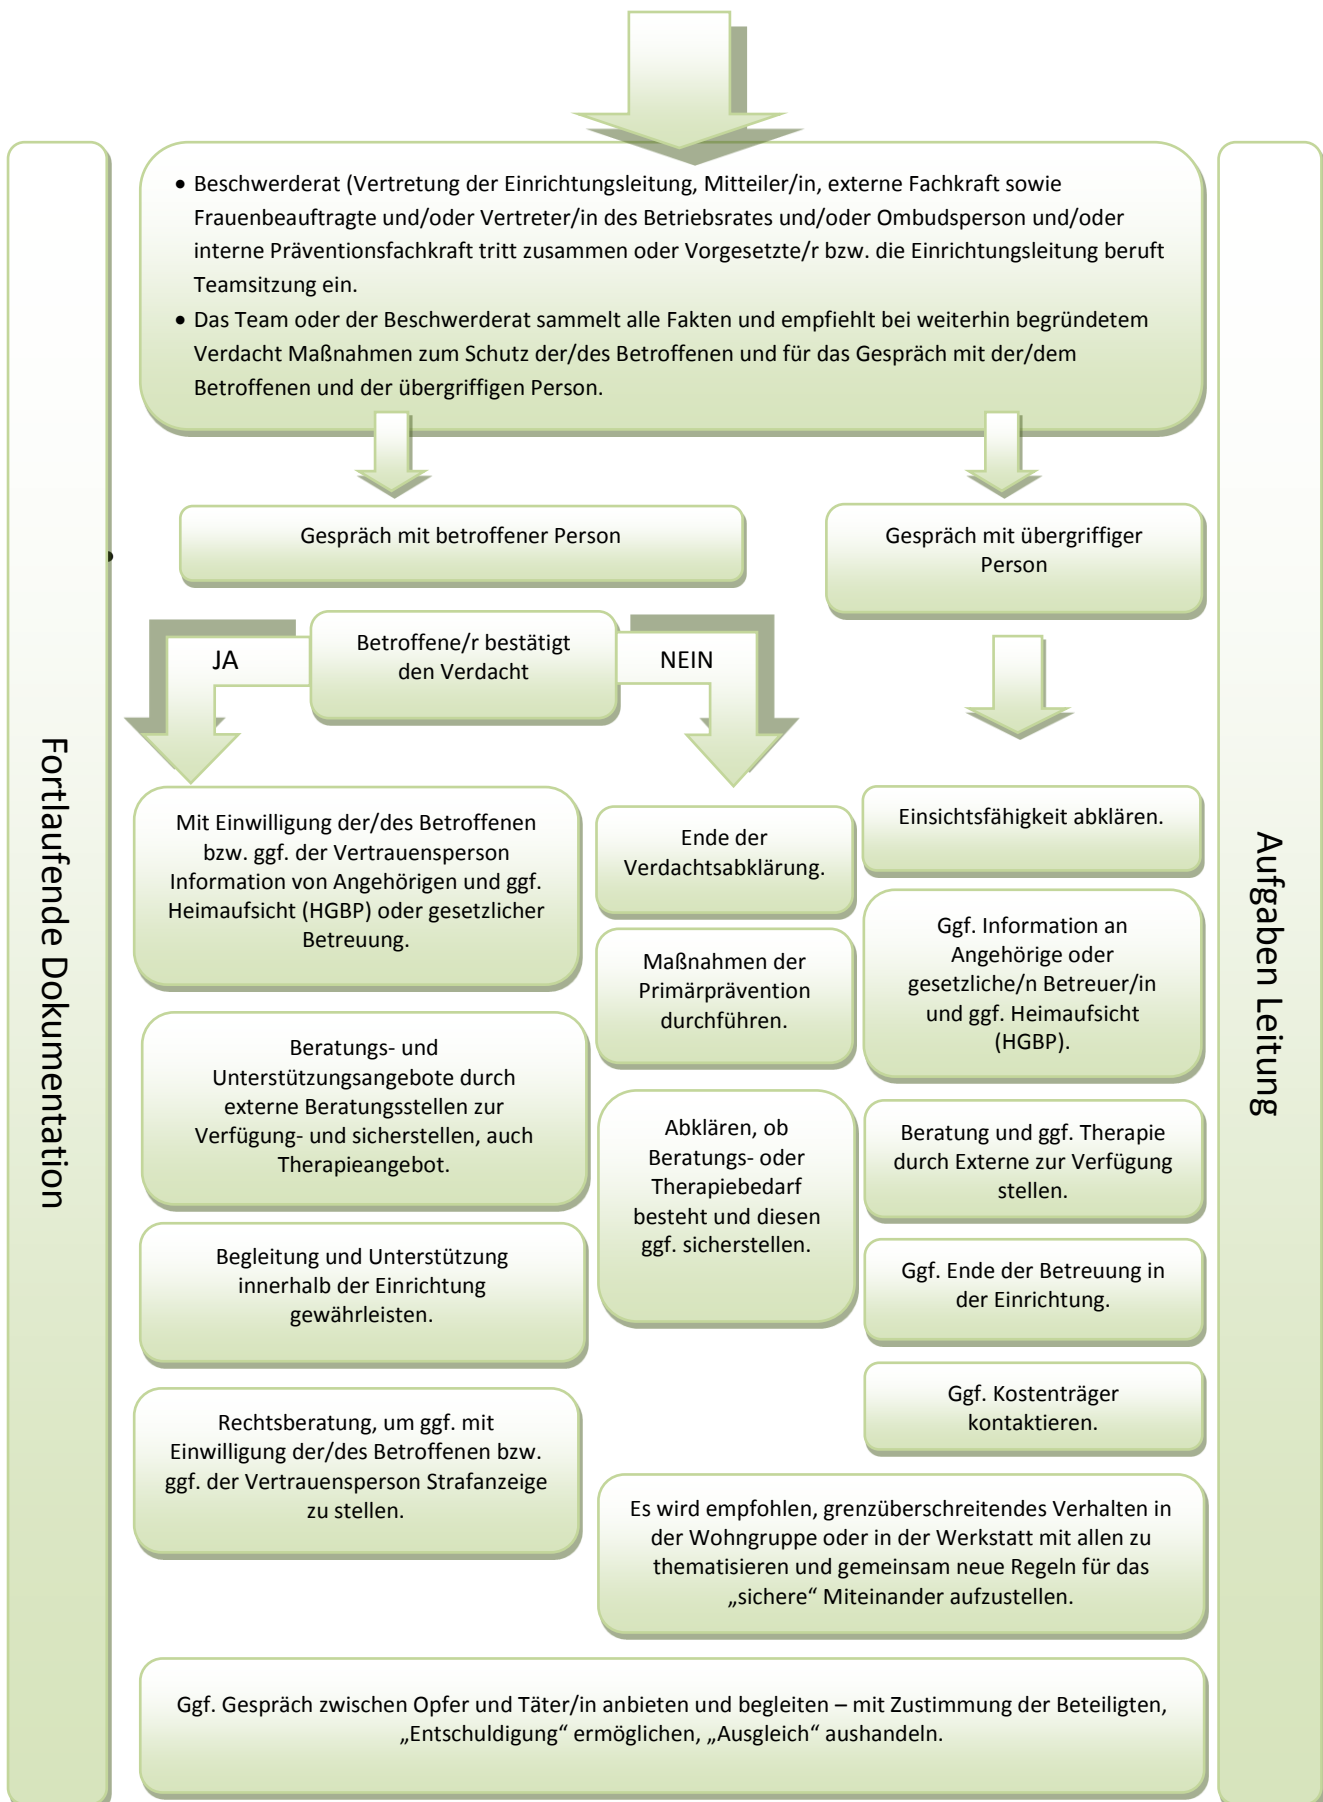 • Beschwerderat (Vertretung der Einrichtungsleitung, Mitteiler/in, externe Fachkraft sowie
Frauenbeauftragte und/oder Vertreter/in des Betriebsrates und/oder Ombudsperson und/oder
interne Präventionsfachkraft tritt zusammen oder Vorgesetzte/r bzw. die Einrichtungsleitung beruft
Teamsitzung ein.
• Das Team oder der Beschwerderat sammelt alle Fakten und empfiehlt bei weiterhin begründetem
Verdacht Maßnahmen zum Schutz der/des Betroffenen und für das Gespräch mit der/dem
Betroffenen und der übergriffigen Person.
Gespräch mit betroffener Person
Gespräch mit übergriffiger
Person
Betroffene/r bestätigt
den Verdacht
JA
NEIN
Mit Einwilligung der/des Betroffenen
bzw. ggf. der Vertrauensperson
Information von Angehörigen und ggf.
Heimaufsicht (HGBP) oder gesetzlicher
Betreuung.
Beratungs- und
Unterstützungsangebote durch
externe Beratungsstellen zur
Verfügung- und sicherstellen, auch
Therapieangebot.
Begleitung und Unterstützung
innerhalb der Einrichtung
gewährleisten.
Rechtsberatung, um ggf. mit
Einwilligung der/des Betroffenen bzw.
ggf. der Vertrauensperson Strafanzeige
zu stellen.
Ende der
Verdachtsabklärung.
Maßnahmen der
Primärprävention
durchführen.
Abklären, ob
Beratungs- oder
Therapiebedarf
besteht und diesen
ggf. sicherstellen.
Einsichtsfähigkeit abklären.
Ggf. Information an
Angehörige oder
gesetzliche/n Betreuer/in
und ggf. Heimaufsicht
(HGBP).
Beratung und ggf. Therapie
durch Externe zur Verfügung
stellen.
Ggf. Ende der Betreuung in
der Einrichtung.
Ggf. Kostenträger
kontaktieren.
Es wird empfohlen, grenzüberschreitendes Verhalten in
der Wohngruppe oder in der Werkstatt mit allen zu
thematisieren und gemeinsam neue Regeln für das
„sichere“ Miteinander aufzustellen.
Ggf. Gespräch zwischen Opfer und Täter/in anbieten und begleiten – mit Zustimmung der Beteiligten,
„Entschuldigung“ ermöglichen, „Ausgleich“ aushandeln.
Fortlaufende Dokumentation
Aufgaben Leitung